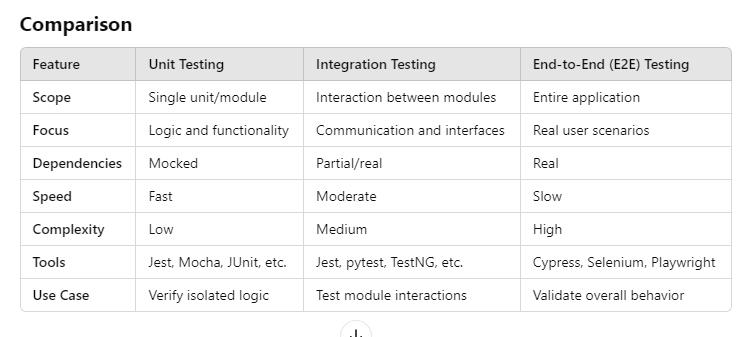 Comparison
Feature Unit Testing Integration Testing End-to-End (E2E) Testing
Scope Single unit/module Interaction between modules Entire application
Focus Logic and functionality Communication and interfaces Real user scenarios
Dependencies Mocked Partial/real Real
Speed Fast Moderate Slow
Complexity Low Medium High
Tools Jest, Mocha, JUnit, etc. Jest, pytest, TestNG, etc. Cypress, Selenium, Playwright
Use Case Verify isolated logic Test module interactions Validate overall behavior